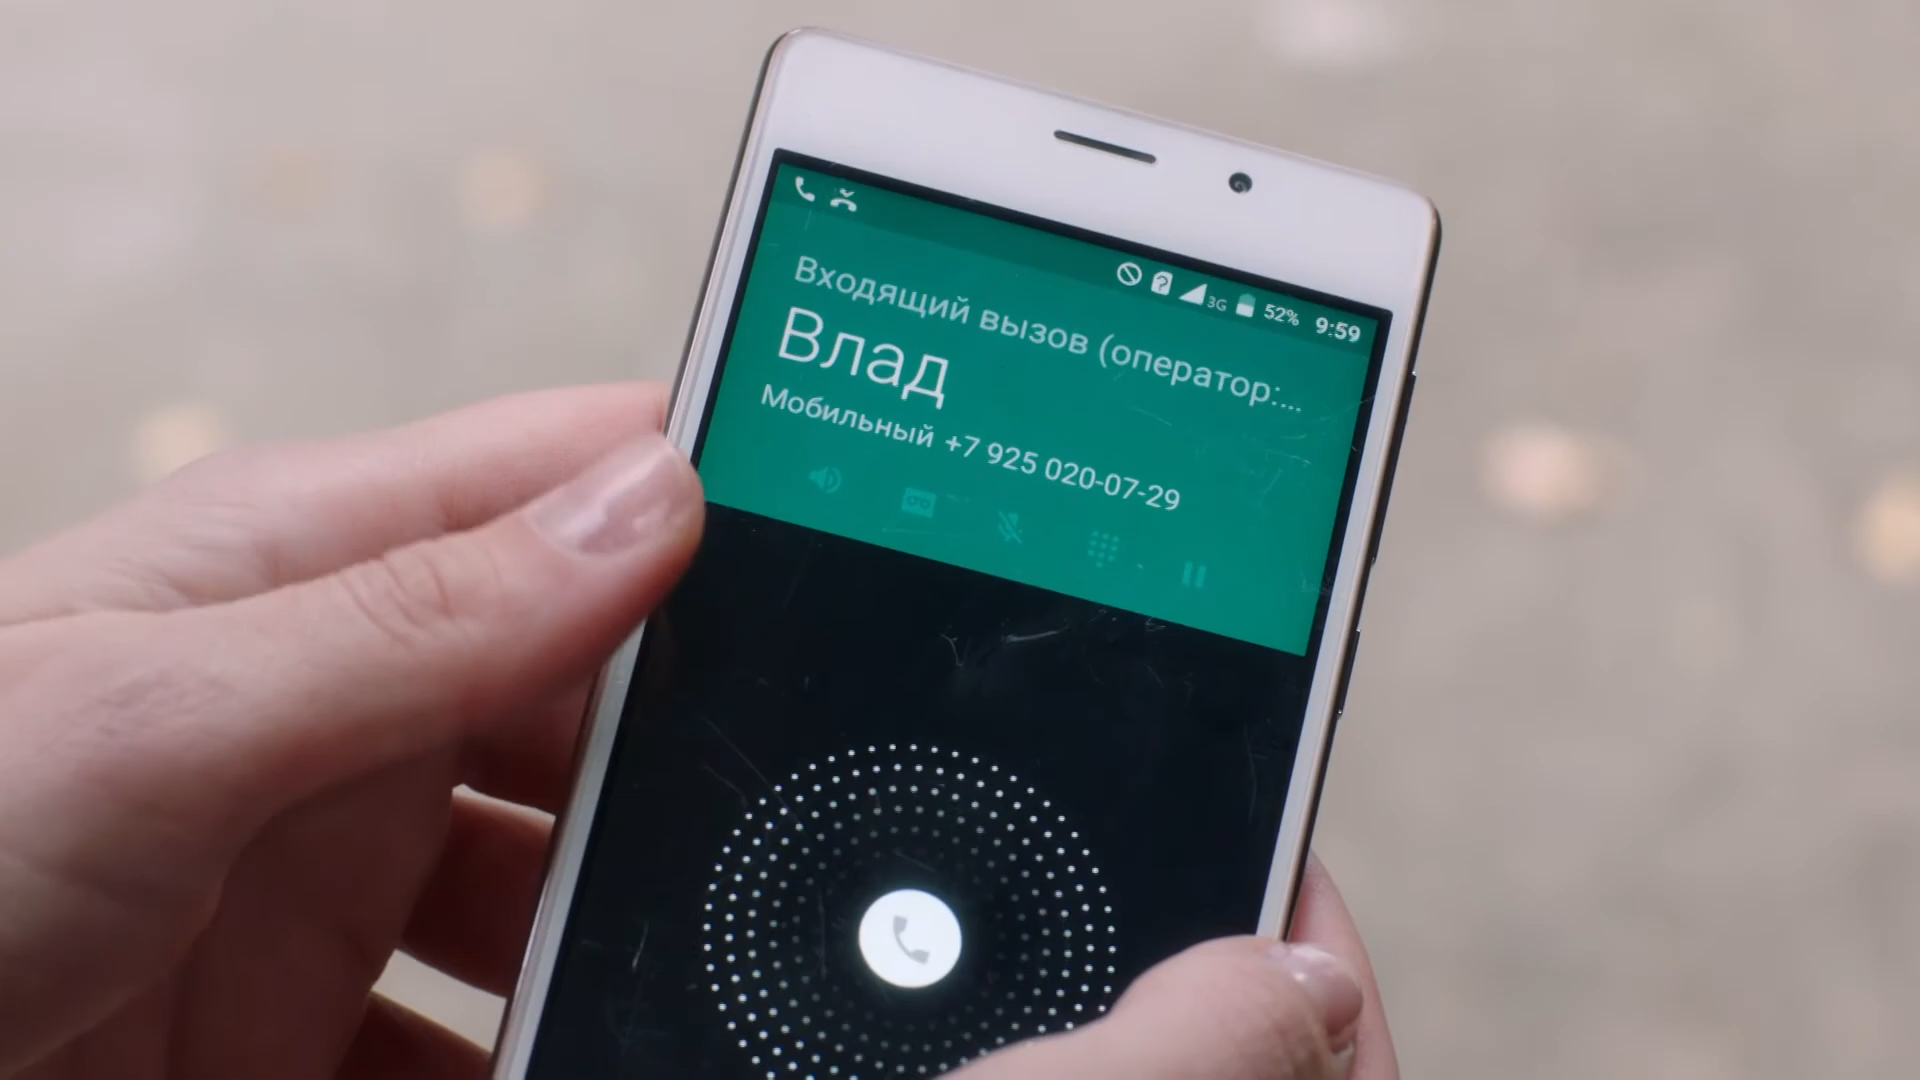 3G 52% 9:59
Входящий вызов (оператор:...
Влад
Мобильный +7 925 020-07-29